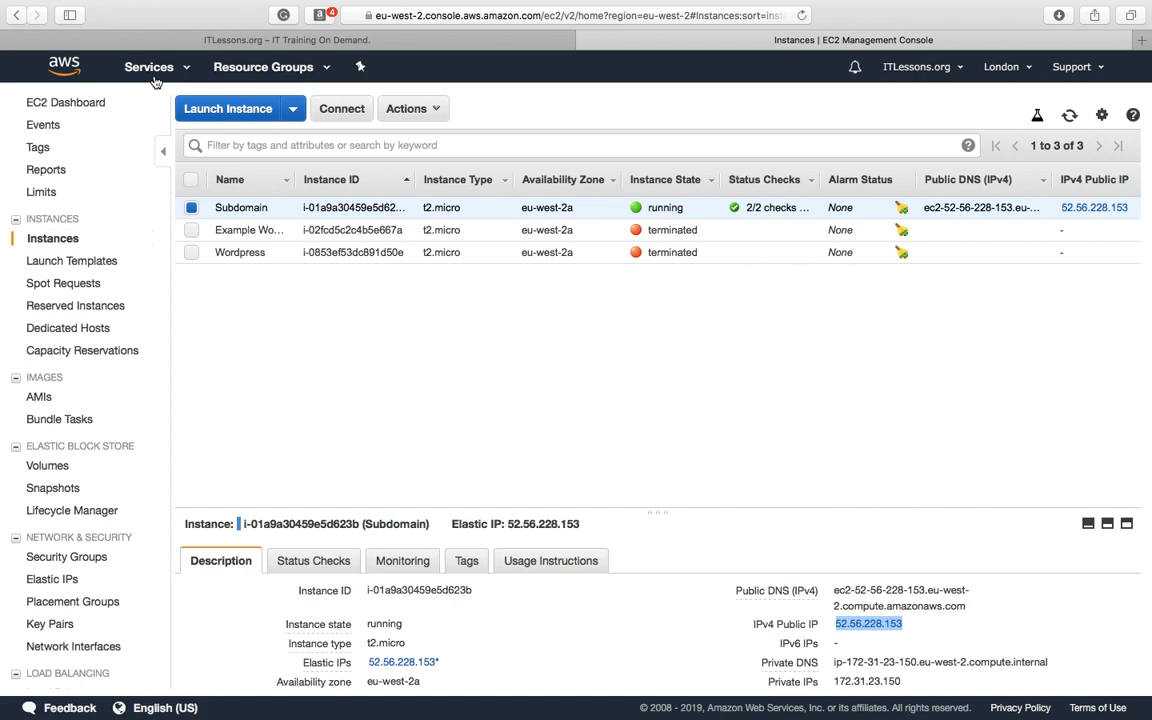 4
eu-west-2.console.aws.amazon.com/ec2/v2/home?region=eu-west-2#Instances:sort=inst
ITLessons.org – IT Training On Demand.
Instances | EC2 Management Console
aws
Services
Resource Groups
ITLessons.org
London
Support
EC2 Dashboard
Events
Tags
Reports
Limits
INSTANCES
Instances
Launch Templates
Spot Requests
Reserved Instances
Dedicated Hosts
Capacity Reservations
IMAGES
AMIs
Bundle Tasks
ELASTIC BLOCK STORE
Volumes
Snapshots
Lifecycle Manager
NETWORK & SECURITY
Security Groups
Elastic IPs
Placement Groups
Key Pairs
Network Interfaces
LOAD BALANCING
Launch Instance
Connect
Actions
Filter by tags and attributes or search by keyword
1 to 3 of 3
Name Instance ID Instance Type Availability Zone Instance State Status Checks Alarm Status Public DNS (IPv4) IPv4 Public IP
Subdomain i-01a9a30459e5d62... t2.micro eu-west-2a running 2/2 checks ... None ec2-52-56-228-153.eu-... 52.56.228.153
Example Wo... i-02fcd5c2c4b5e667a t2.micro eu-west-2a terminated None -
Wordpress i-0853ef53dc891d50e t2.micro eu-west-2a terminated None -
Instance: i-01a9a30459e5d623b (Subdomain) Elastic IP: 52.56.228.153
Description
Status Checks
Monitoring
Tags
Usage Instructions
Instance ID i-01a9a30459e5d623b
Instance state running
Instance type t2.micro
Elastic IPs 52.56.228.153*
Availability zone eu-west-2a
Public DNS (IPv4) ec2-52-56-228-153.eu-west-
2.compute.amazonaws.com
IPv4 Public IP 52.56.228.153
IPv6 IPs -
Private DNS ip-172-31-23-150.eu-west-2.compute.internal
Private IPs 172.31.23.150
Feedback
English (US)
© 2008 - 2019, Amazon Web Services, Inc. or its affiliates. All rights reserved.
Privacy Policy
Terms of Use